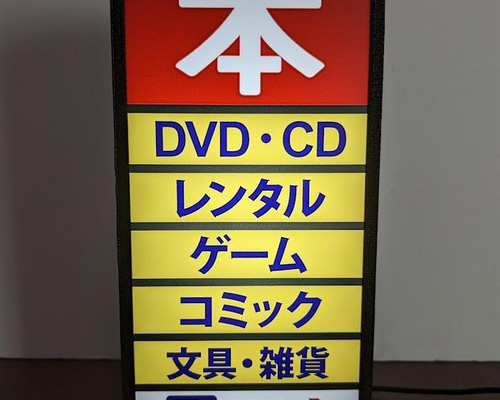 本
DVD・CD
レンタル
ゲーム
コミック
文具・雑貨